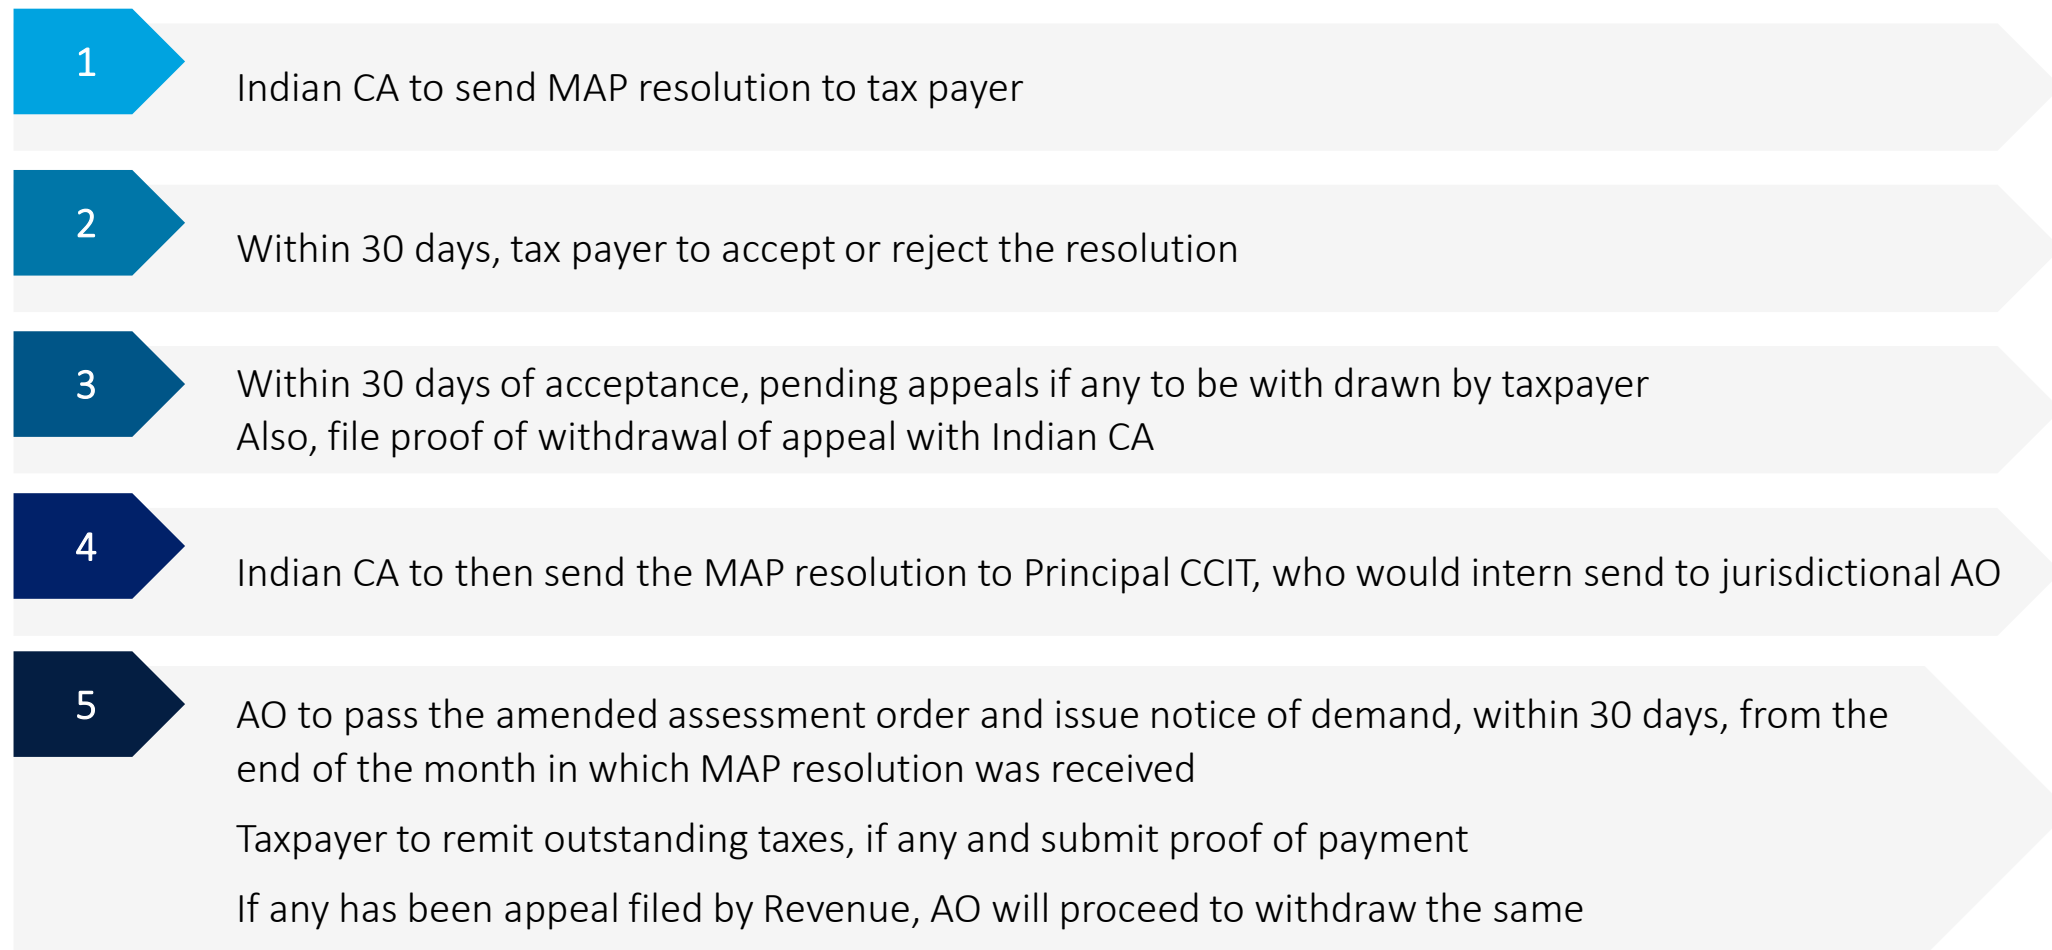 1
Indian CA to send MAP resolution to tax payer
2
Within 30 days, tax payer to accept or reject the resolution
3
Within 30 days of acceptance, pending appeals if any to be with drawn by taxpayer
Also, file proof of withdrawal of appeal with Indian CA
4
Indian CA to then send the MAP resolution to Principal CCIT, who would intern send to jurisdictional AO
5
AO to pass the amended assessment order and issue notice of demand, within 30 days, from the
end of the month in which MAP resolution was received
Taxpayer to remit outstanding taxes, if any and submit proof of payment
If any has been appeal filed by Revenue, AO will proceed to withdraw the same